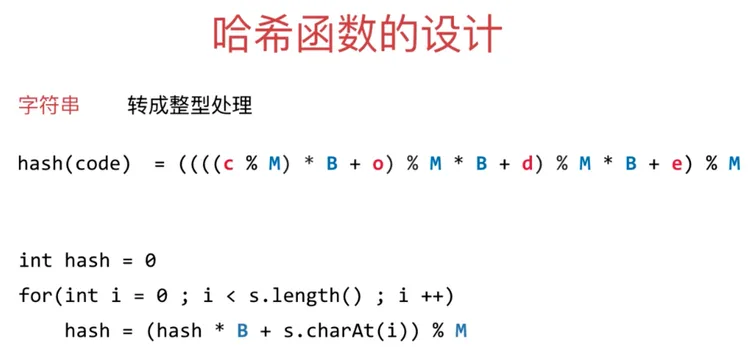 哈希函数的设计
字符串 转成整型处理
hash(code) = ((((c % M) * B + o) % M * B + d) % M * B + e) % M
int hash = 0
for(int i = 0 ; i < s.length() ; i ++)
hash = (hash * B + s.charAt(i)) % M